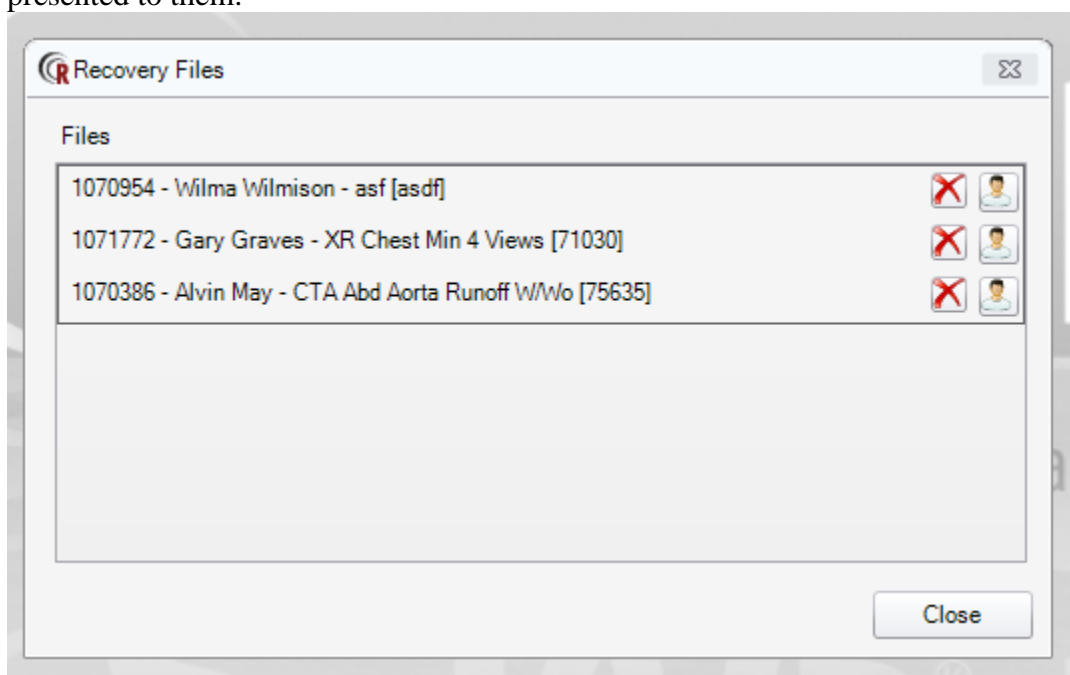 presented to them.
Recovery Files
Files
1070954 - Wilma Wilmison - asf [asdf]
1071772 - Gary Graves - XR Chest Min 4 Views [71030]
1070386 - Alvin May - CTA Abd Aorta Runoff W/Wo [75635]
Close